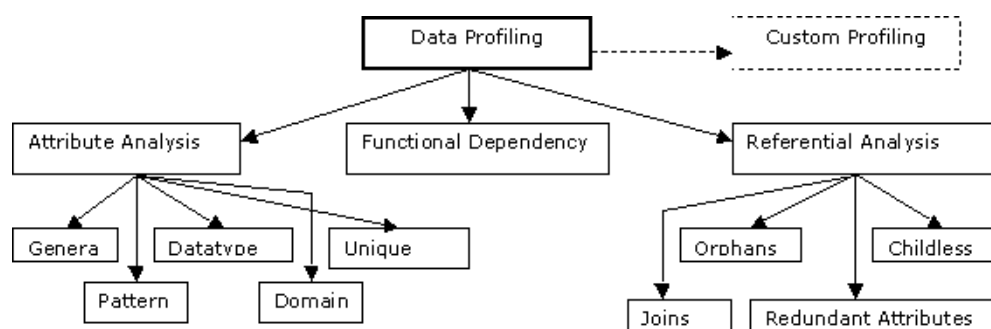 Data Profiling
Custom Profiling
Attribute Analysis
Functional Dependency
Referential Analysis
Genera
Datatype
Unique
Orphans
Childless
Pattern
Domain
Joins
Redundant Attributes